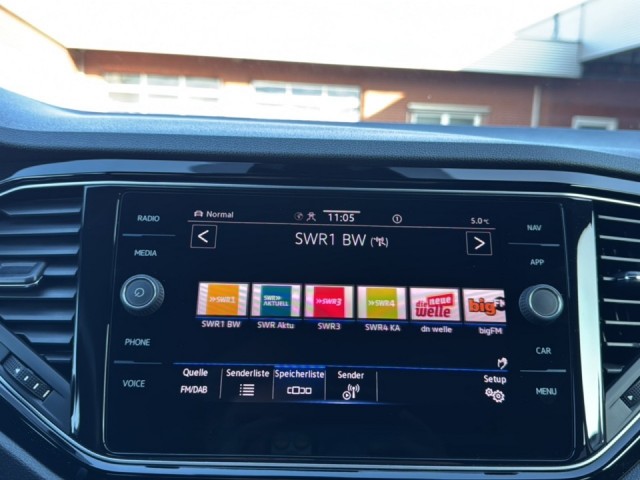 RADIO
MEDIA
PHONE
VOICE
Normal
11:05
5.0°C
SWR1 BW
SWR1
SWR AKTUELL
SWR3
SWR4
die neue welle
big FM
SWR1 BW
SWR Aktu
SWR3
SWR4 KA
dn welle
bigFM
Quelle
FM/DAB
Senderliste
Speicherliste
Sender
Setup
NAV
APP
CAR
MENU